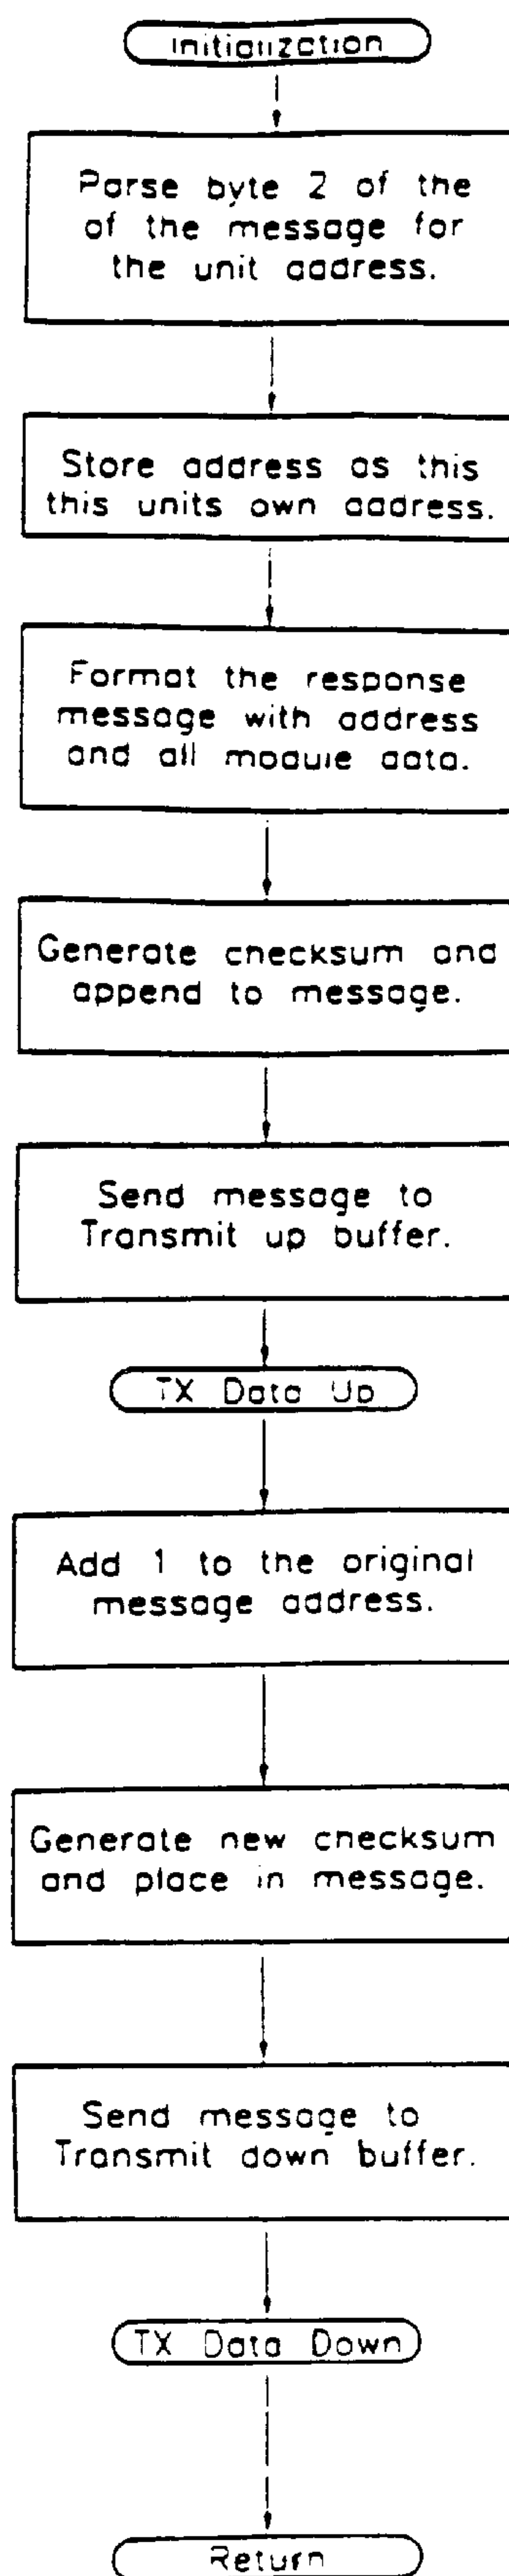 Initialization
Parse byte 2 of the
of the message for
the unit address.
Store address as this
this units own address.
Format the response
message with address
and all module data.
Generate checksum and
append to message.
Send message to
Transmit up buffer.
TX Data Up
Add 1 to the original
message address.
Generate new checksum
and place in message.
Send message to
Transmit down buffer.
TX Data Down
Return